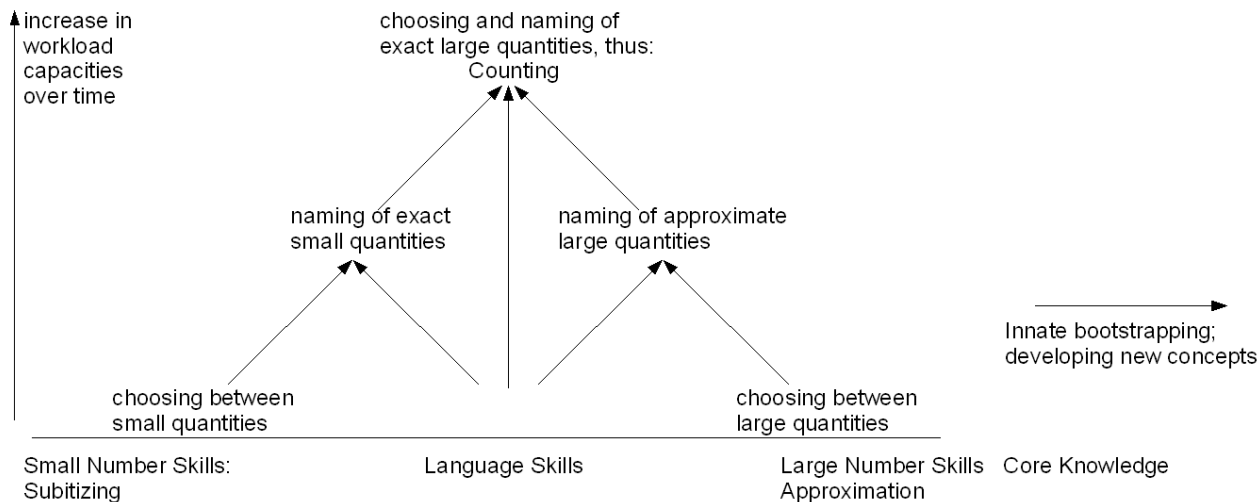 increase in
workload
capacities
over time
choosing and naming of
exact large quantities, thus:
Counting
naming of exact
small quantities
naming of approximate
large quantities
Innate bootstrapping;
developing new concepts
choosing between
small quantities
choosing between
large quantities
Small Number Skills:
Subitizing
Language Skills
Large Number Skills
Approximation
Core Knowledge